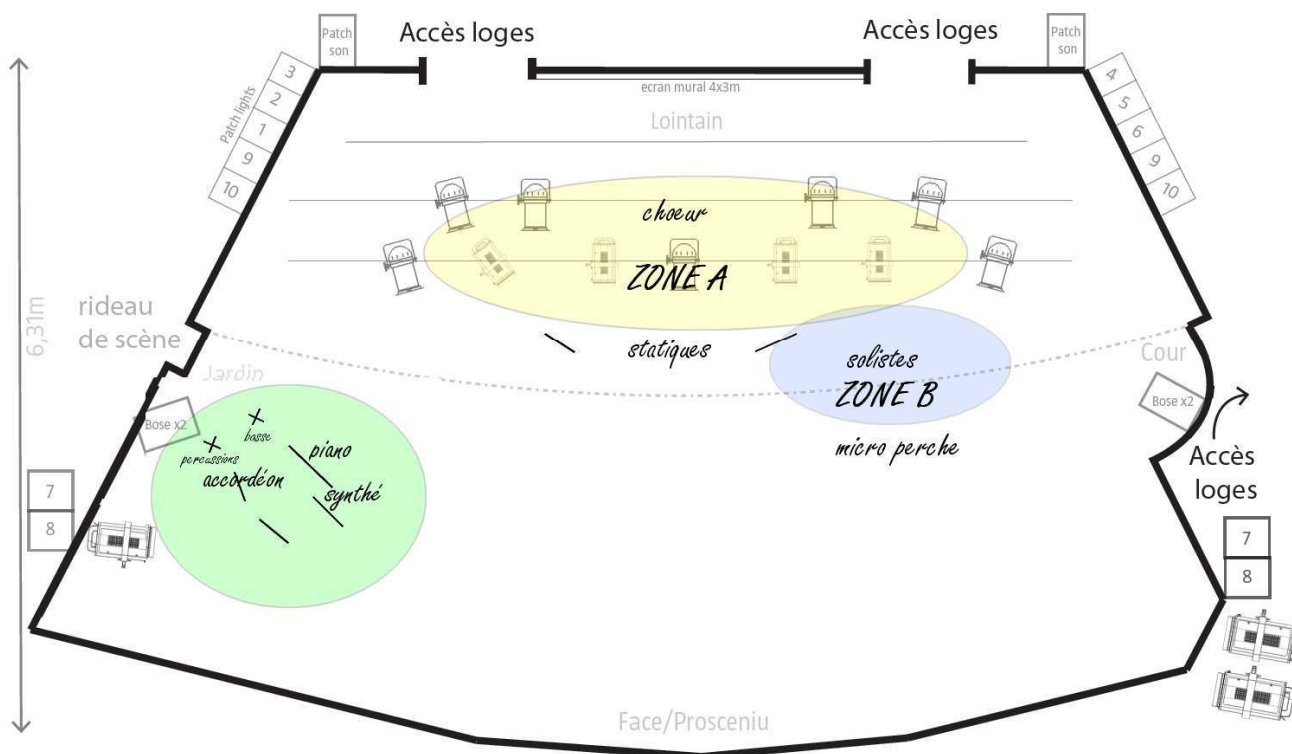 Patch
son
Accès loges
Accès loges
Patch
son
ecran mural 4x3m
Lointain
Patch lights
3
2
1
9
10
4
5
6
9
10
choeur
ZONE A
6,31m
rideau
de scène
statiques
solistes
ZONE B
Cour
Jardin
Bose x2
Bose x2
basse
percussions
piano
accordéon
synthé
micro perche
Accès
loges
7
8
7
8
Face/Prosceniu